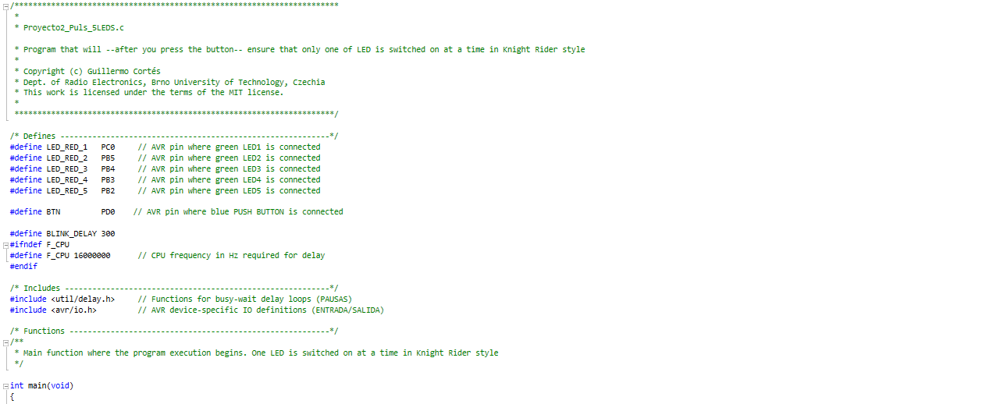 /***********************************************************************
 *
 * Proyecto2_Puls_5LEDS.c

 * Program that will --after you press the button-- ensure that only one of LED is switched on at a time in Knight Rider style
 *
 * Copyright (c) Guillermo Cortés
 * Dept. of Radio Electronics, Brno University of Technology, Czechia
 * This work is licensed under the terms of the MIT license.
 *
 **********************************************************************/

/* Defines -----------------------------------------------------------*/
#define LED_RED_1   PC0     // AVR pin where green LED1 is connected
#define LED_RED_2   PB5     // AVR pin where green LED2 is connected
#define LED_RED_3   PB4     // AVR pin where green LED3 is connected
#define LED_RED_4   PB3     // AVR pin where green LED4 is connected
#define LED_RED_5   PB2     // AVR pin where green LED5 is connected

#define BTN         PD0    // AVR pin where blue PUSH BUTTON is connected

#define BLINK_DELAY 300
#ifndef F_CPU
#define F_CPU 16000000      // CPU frequency in Hz required for delay
#endif

/* Includes ----------------------------------------------------------*/
#include <util/delay.h>     // Functions for busy-wait delay loops (PAUSAS)
#include <avr/io.h>         // AVR device-specific IO definitions (ENTRADA/SALIDA)

/* Functions ---------------------------------------------------------*/
/**
 * Main function where the program execution begins. One LED is switched on at a time in Knight Rider style
 */

int main(void)
{